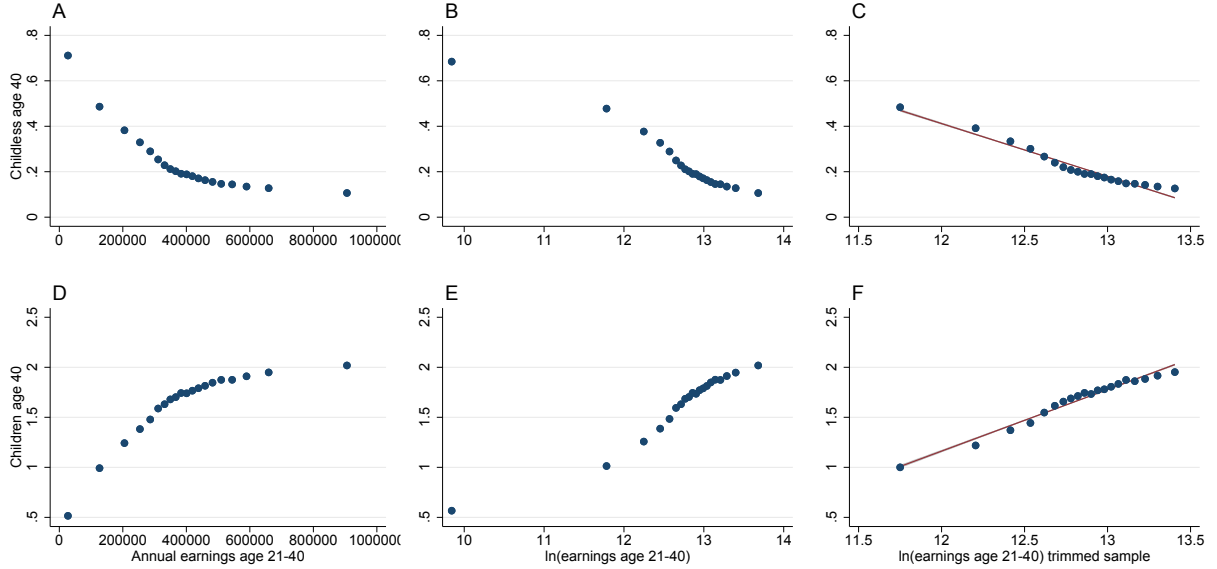 A
Childless age 40
.8
.6
.4
.2
0
0 200000 400000 600000 800000 1000000
B
.8
.6
.4
.2
0
10 11 12 13 14
C
.8
.6
.4
.2
0
11.5 12 12.5 13 13.5
D
Children age 40
2.5
2
1.5
1
.5
0 200000 400000 600000 800000 1000000
Annual earnings age 21-40
E
2.5
2
1.5
1
.5
10 11 12 13 14
ln(earnings age 21-40)
F
2.5
2
1.5
1
.5
11.5 12 12.5 13 13.5
ln(earnings age 21-40) trimmed sample